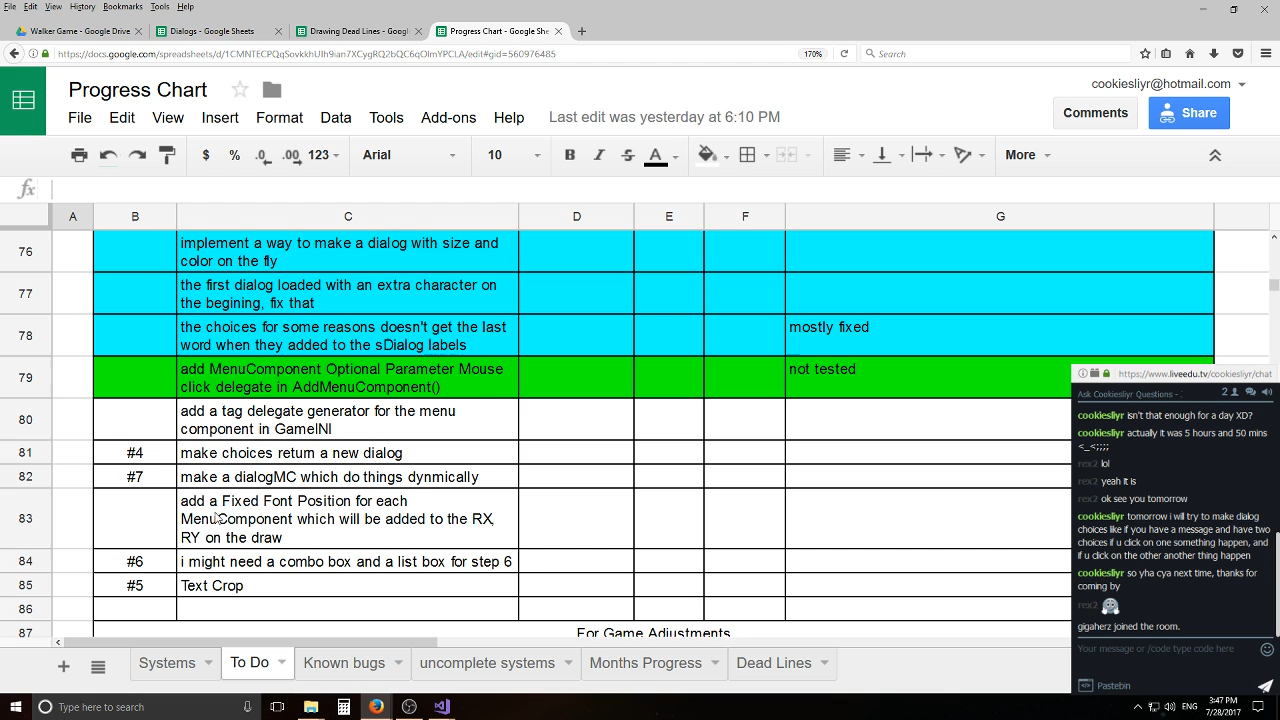 File Edit View History Bookmarks Tools Help
Walker Game - Google Drive
Dialogs - Google Sheets
Drawing Dead Lines - Google
Progress Chart - Google She
https://docs.google.com/spreadsheets/d/1CMNTECPQqSovkkhUIh9ian7XCygRQ2bQC6qOlmYPCLA/edit#gid=560976485
170%
Search
Progress Chart
cookiesliyr@hotmail.com
File Edit View Insert Format Data Tools Add-ons Help
Last edit was yesterday at 6:10 PM
Comments
Share
$ % .0 .00 123 Arial 10 B I S A More
fx
A B C D E F G
76 implement a way to make a dialog with size and
color on the fly
77 the first dialog loaded with an extra character on
the begining, fix that
78 the choices for some reasons doesn't get the last
word when they added to the sDialog labels
mostly fixed
79 add MenuComponent Optional Parameter Mouse
click delegate in AddMenuComponent()
not tested
80 add a tag delegate generator for the menu
component in GameINI
81 #4 make choices return a new dialog
82 #7 make a dialogMC which do things dynmically
83 add a Fixed Font Position for each
MenuComponent which will be added to the RX,
RY on the draw
84 #6 i might need a combo box and a list box for step 6
85 #5 Text Crop
86
87 For Game Adjustments
Systems To Do Known bugs uncomplete systems Months Progress Dead Lines
https://www.liveedu.tv/cookiesliyr/chat
Ask Cookiesliyr Questions - . 2
cookiesliyr isn't that enough for a day XD?
cookiesliyr actually it was 5 hours and 50 mins
<_<;;;;
rex2 lol
rex2 yeah it is
rex2 ok see you tomorrow
cookiesliyr tomorrow i will try to make dialog
choices like if you have a message and have two
choices if u click on one something happen, and
if u click on the other another thing happen
cookiesliyr so yha cya next time, thanks for
coming by
rex2
gigaherz joined the room.
Your message or /code type code here
Pastebin
Type here to search
ENG
3:47 PM
7/28/2017